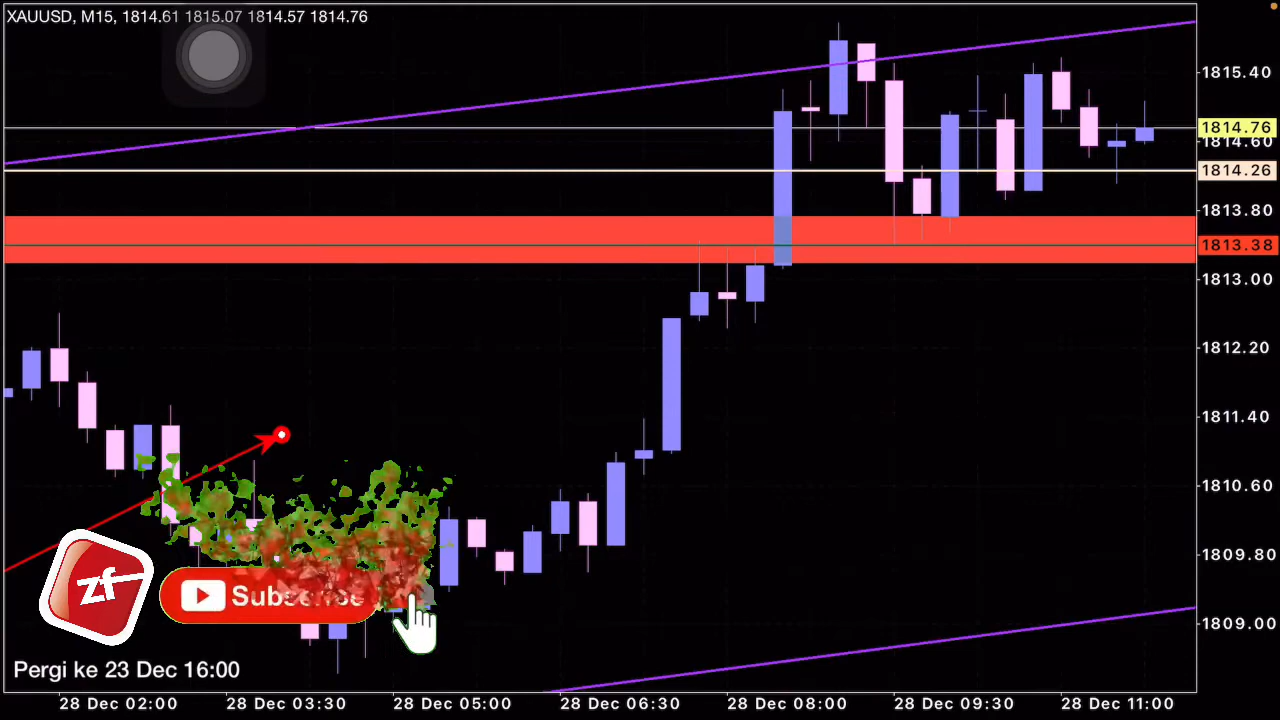 XAUUSD, M15, 1814.61 1815.07 1814.57 1814.76
1815.40
1814.76
1814.60
1814.26
1813.80
1813.38
1813.00
1812.20
1811.40
1810.60
1809.80
1809.00
zf
Subscribe
Pergi ke 23 Dec 16:00
28 Dec 02:00
28 Dec 03:30
28 Dec 05:00
28 Dec 06:30
28 Dec 08:00
28 Dec 09:30
28 Dec 11:00